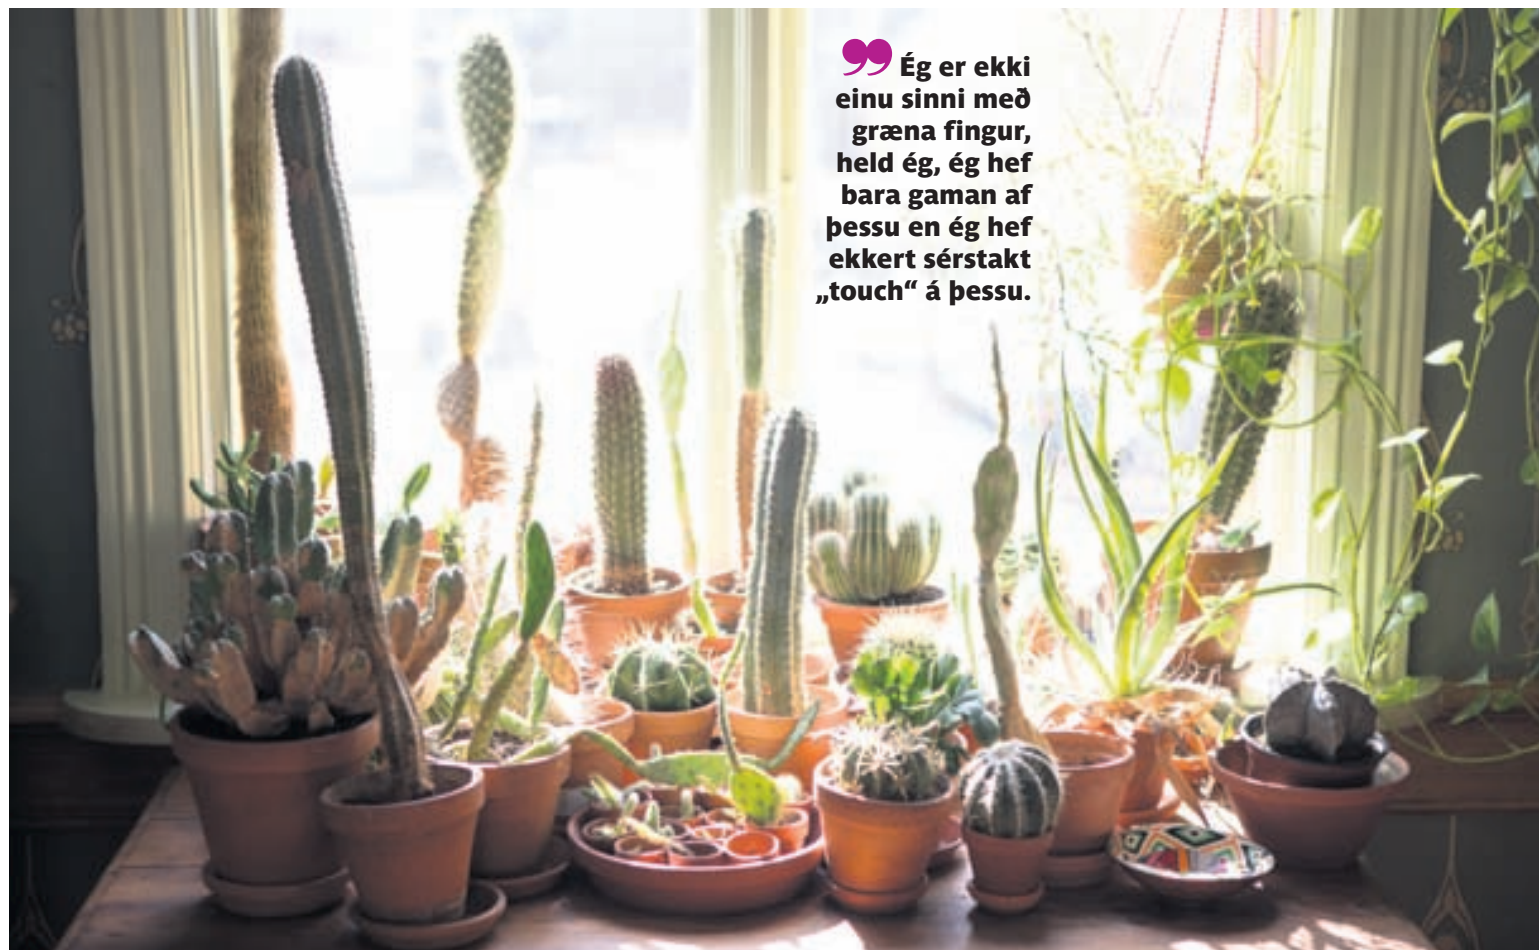 Ég er ekki
einu sinni með
græna fingur,
held ég, ég hef
bara gaman af
þessu en ég hef
ekkert sérstakt
„touch“ á þessu.